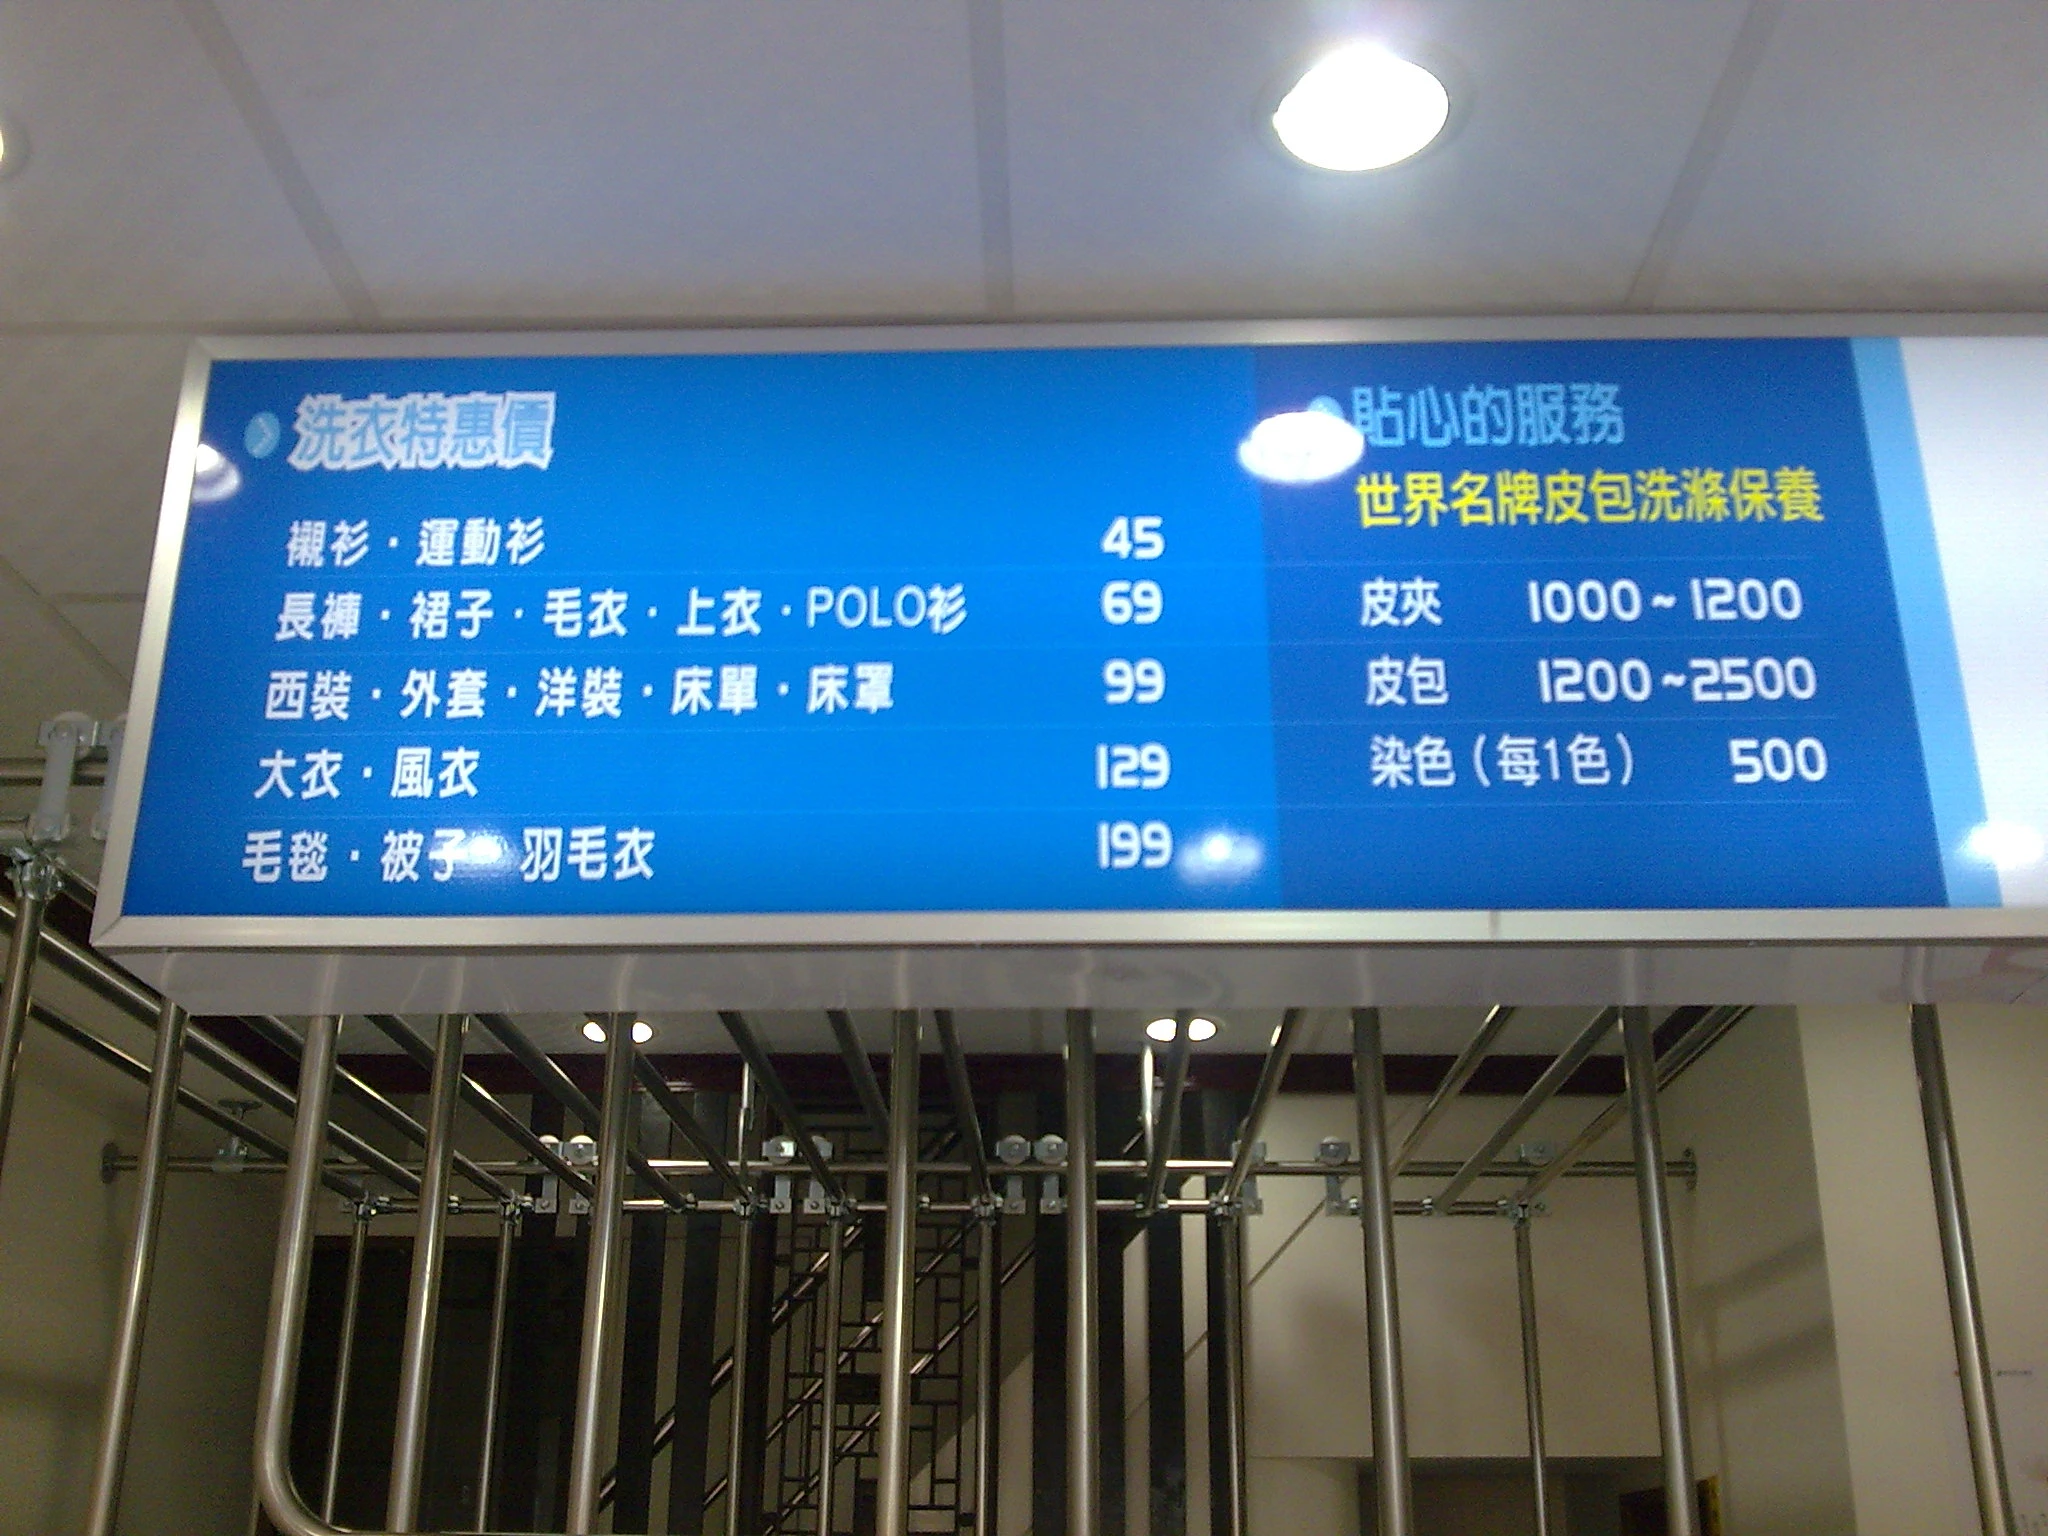 洗衣特惠價
襯衫·運動衫 45
長褲·裙子·毛衣·上衣·POLO衫 69
西裝·外套·洋裝·床單·床罩 99
大衣·風衣 129
毛毯·被子 羽毛衣 199
貼心的服務
世界名牌皮包洗滌保養
皮夾 1000~1200
皮包 1200~2500
染色(每1色) 500